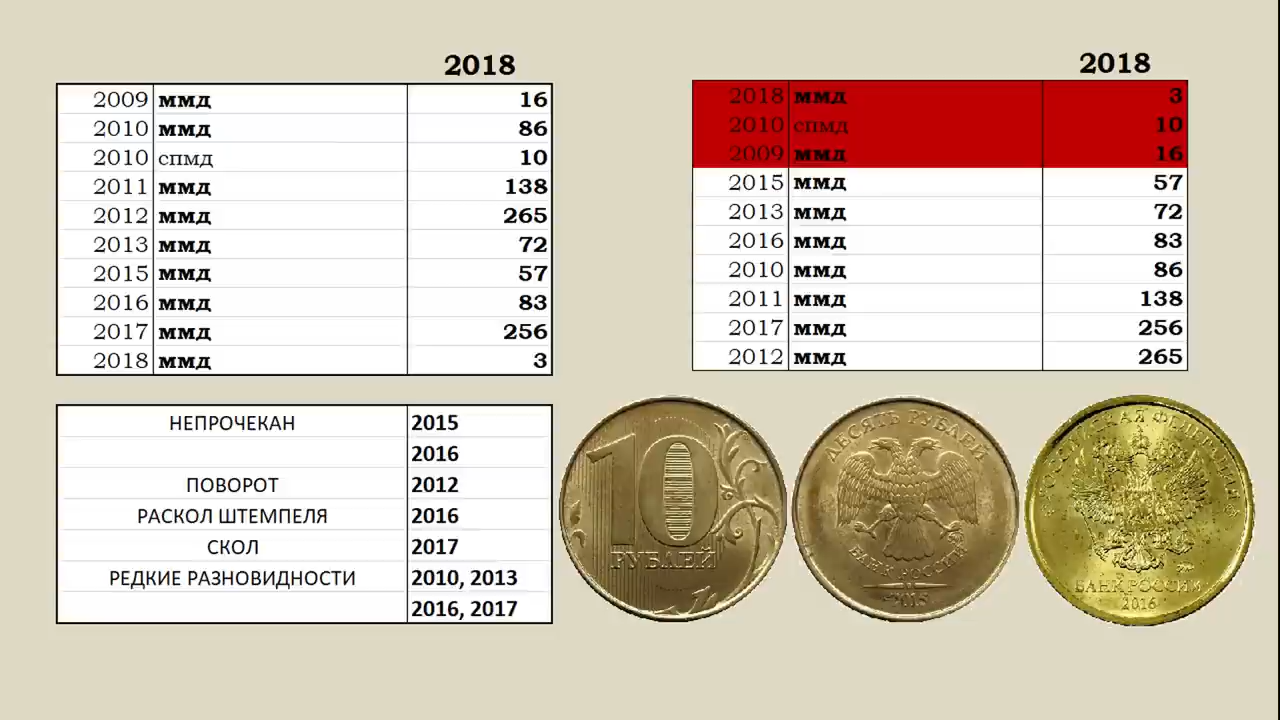 2018
2009 ммд 16
2010 ммд 86
2010 спмд 10
2011 ммд 138
2012 ммд 265
2013 ммд 72
2015 ммд 57
2016 ммд 83
2017 ммд 256
2018 ммд 3
2018
2018 ммд 3
2010 спмд 10
2009 ммд 16
2015 ммд 57
2013 ммд 72
2016 ммд 83
2010 ммд 86
2011 ммд 138
2017 ммд 256
2012 ммд 265
НЕПРОЧЕКАН 2015
2016
ПОВОРОТ 2012
РАСКОЛ ШТЕМПЕЛЯ 2016
СКОЛ 2017
РЕДКИЕ РАЗНОВИДНОСТИ 2010, 2013
2016, 2017
10
РУБЛЕЙ
ДЕСЯТЬ РУБЛЕЙ
БАНК РОССИИ
РОССИЙСКАЯ ФЕДЕРАЦИЯ
БАНК РОССИИ
2016